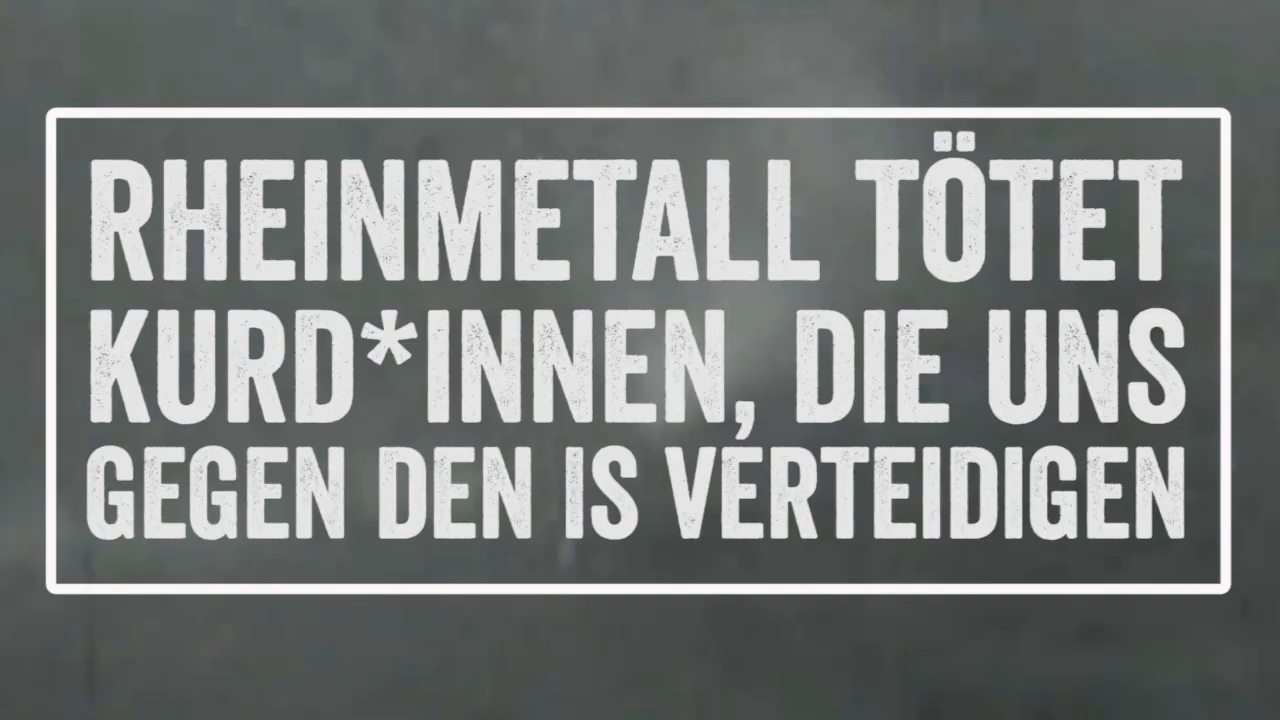 RHEINMETALL TÖTET
KURD*INNEN, DIE UNS
GEGEN DEN IS VERTEIDIGEN